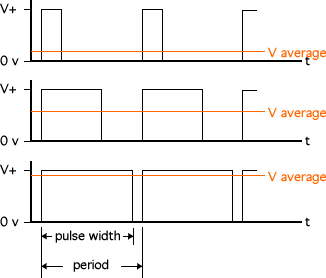 V+
V average
0 v
t
V+
V average
0 v
t
V+
V average
0 v
t
pulse width
period